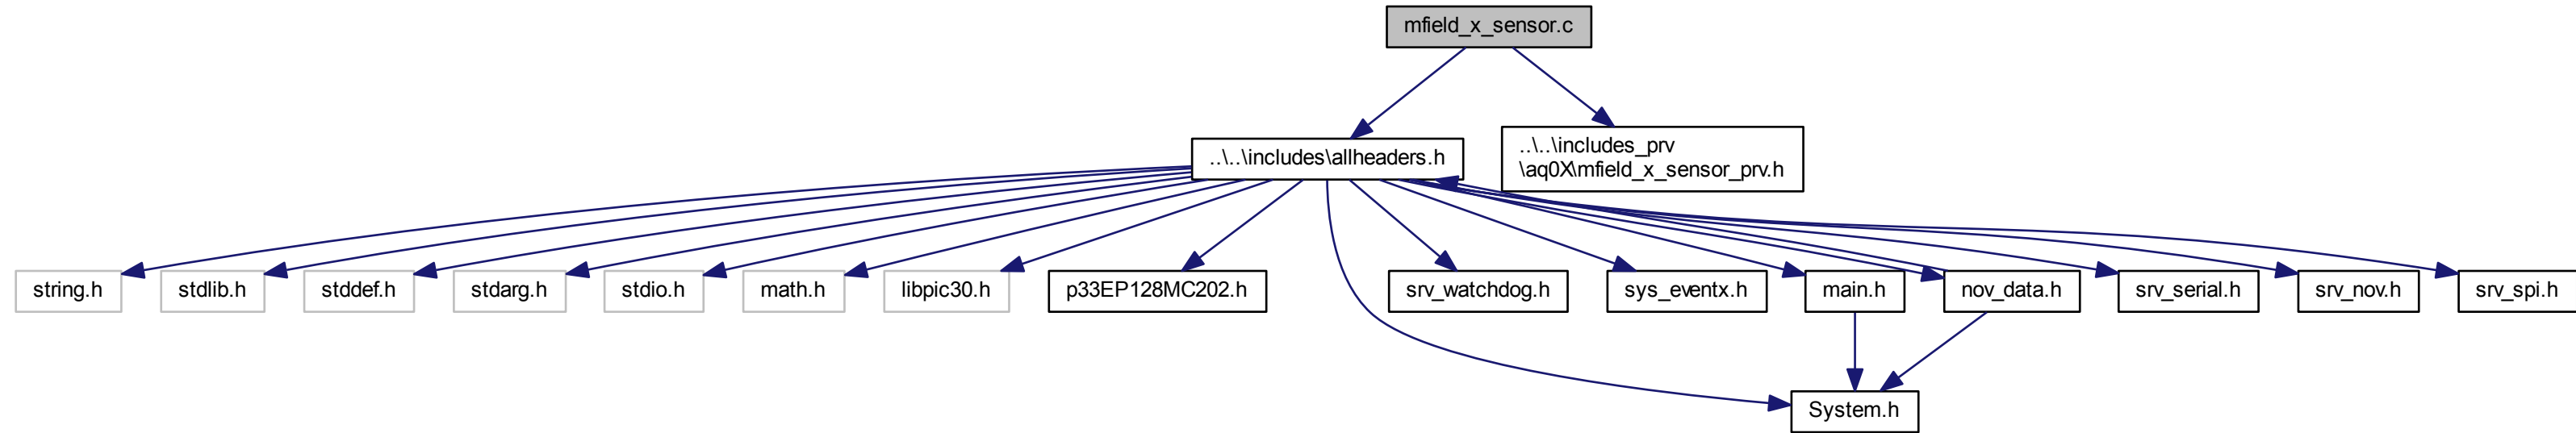 mfield_x_sensor.c
..\..\includes\allheaders.h
..\..\includes_prv
\aq0X\mfield_x_sensor_prv.h
string.h
stdlib.h
stddef.h
stdarg.h
stdio.h
math.h
libpic30.h
p33EP128MC202.h
srv_watchdog.h
sys_eventx.h
main.h
nov_data.h
srv_serial.h
srv_nov.h
srv_spi.h
System.h